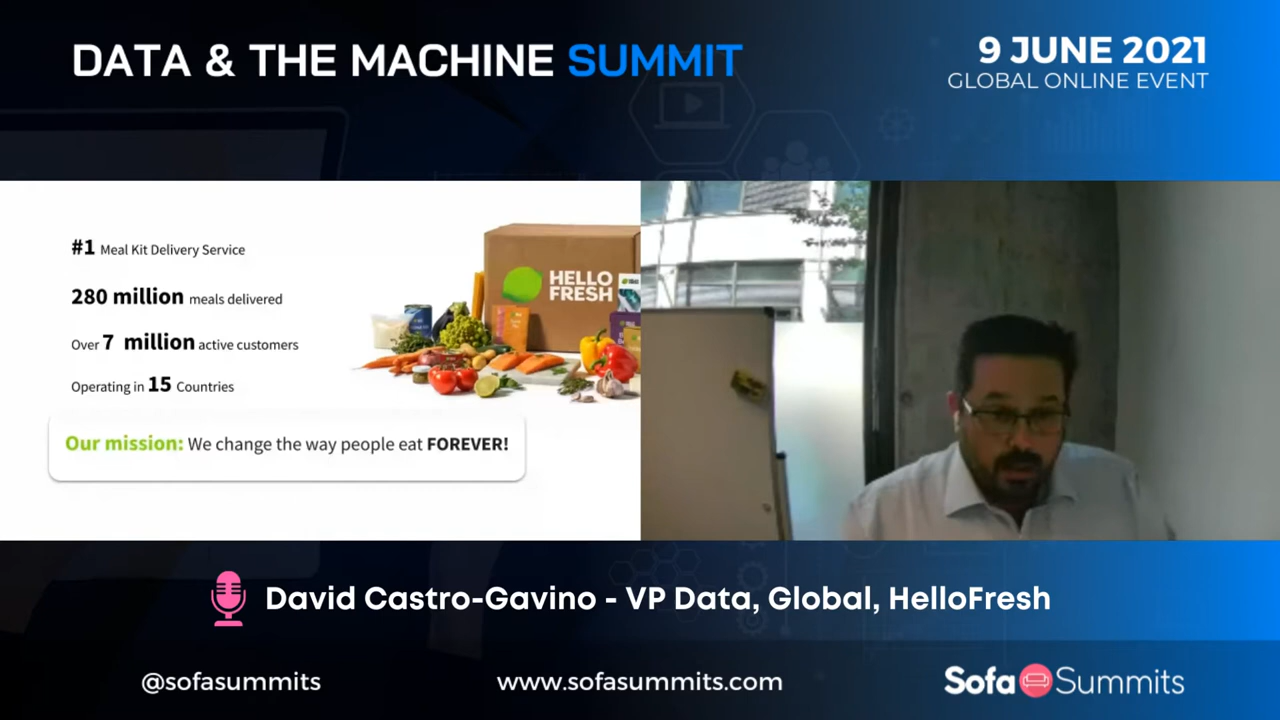 DATA & THE MACHINE SUMMIT
9 JUNE 2021
GLOBAL ONLINE EVENT
#1 Meal Kit Delivery Service
280 million meals delivered
Over 7 million active customers
Operating in 15 Countries
Our mission: We change the way people eat FOREVER!
HELLO
FRESH
David Castro-Gavino - VP Data, Global, HelloFresh
@sofasummits
www.sofasummits.com
Sofa Summits